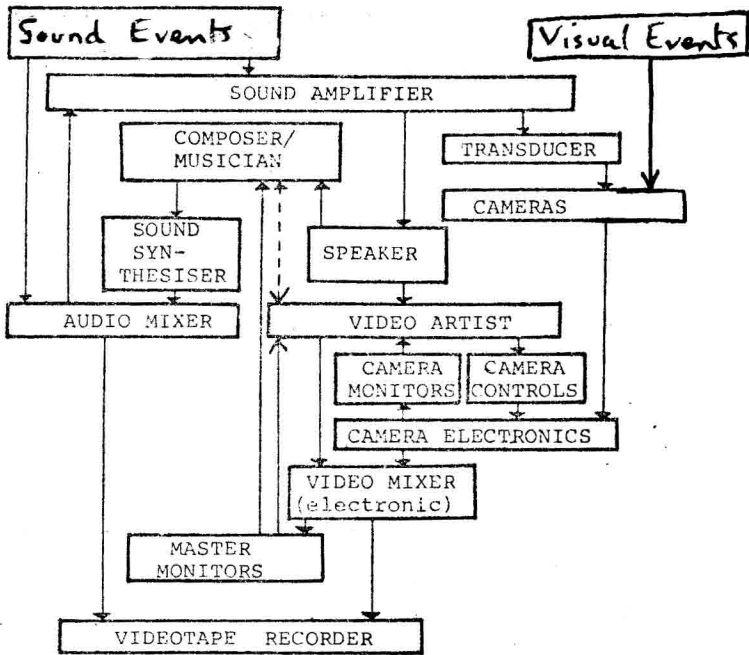 Sound Events
Visual Events
SOUND AMPLIFIER
COMPOSER/
MUSICIAN
TRANSDUCER
CAMERAS
SOUND
SYN-
THESISER
SPEAKER
AUDIO MIXER
VIDEO ARTIST
CAMERA
MONITORS
CAMERA
CONTROLS
CAMERA ELECTRONICS
VIDEO MIXER
(electronic)
MASTER
MONITORS
VIDEOTAPE RECORDER